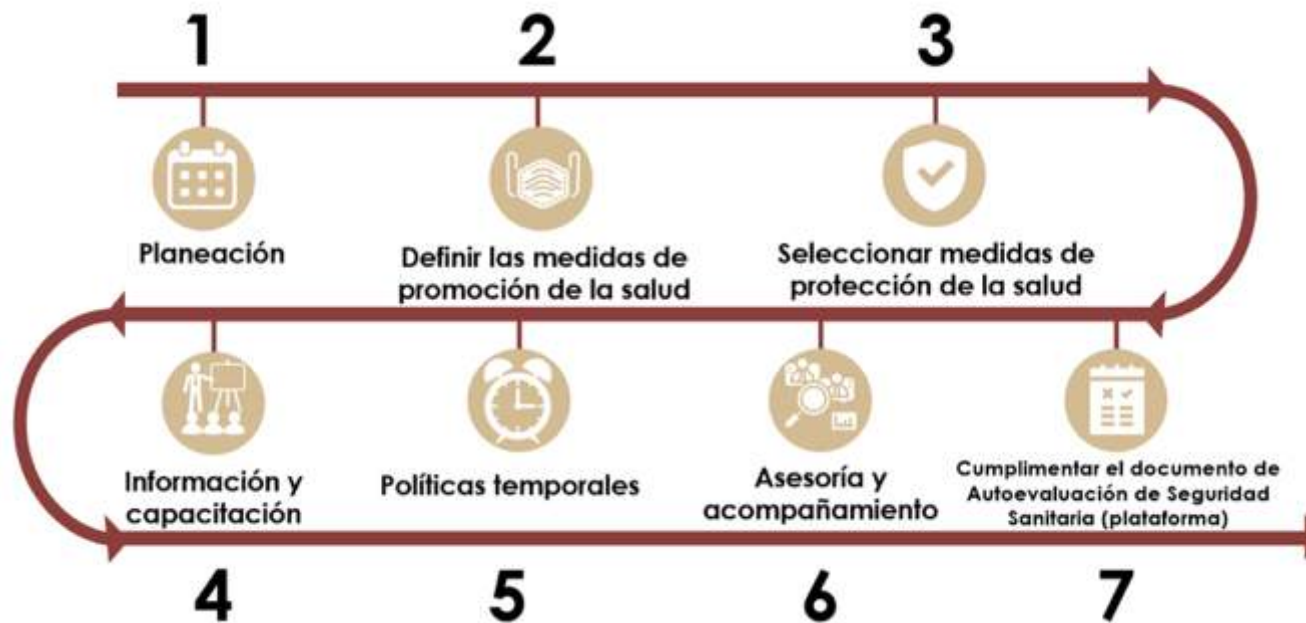 1
Planeación
2
Definir las medidas de
promoción de la salud
3
Seleccionar medidas de
protección de la salud
4
Información y
capacitación
5
Políticas temporales
6
Asesoría y
acompañamiento
7
Cumplimentar el documento de
Autoevaluación de Seguridad
Sanitaria (plataforma)